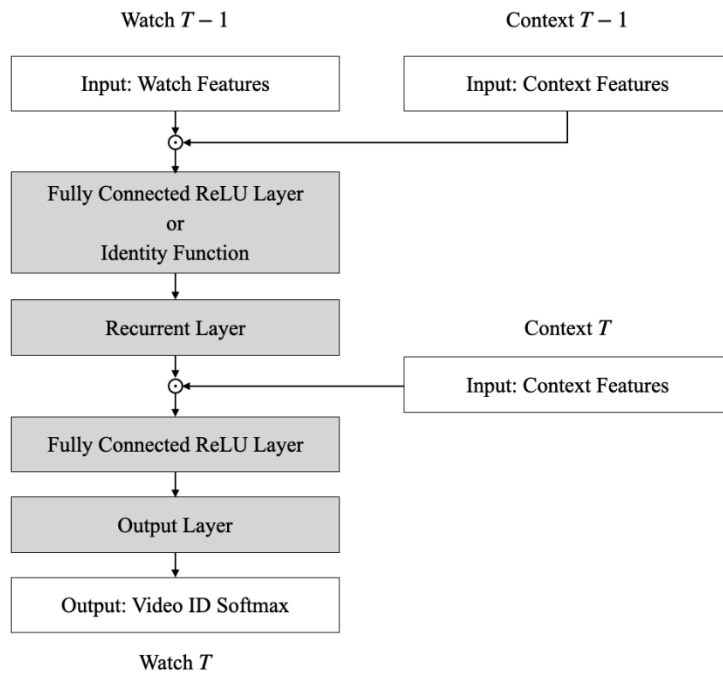 Watch T − 1
Context T − 1
Input: Watch Features
Input: Context Features
Fully Connected ReLU Layer
or
Identity Function
Recurrent Layer
Context T
Input: Context Features
Fully Connected ReLU Layer
Output Layer
Output: Video ID Softmax
Watch T